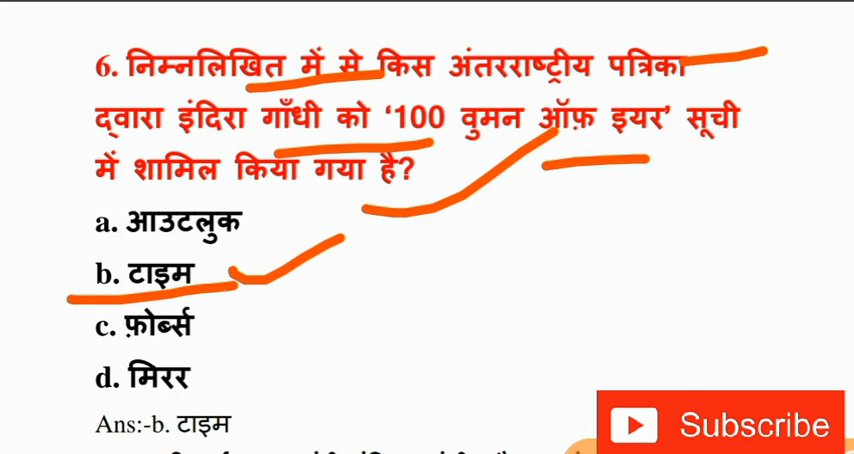 6. निम्नलिखित में से किस अंतरराष्ट्रीय पत्रिका
द्वारा इंदिरा गाँधी को ‘100 वुमन ऑफ़ इयर’ सूची
में शामिल किया गया है?
a. आउटलुक
b. टाइम
c. फ़ोर्ब्स
d. मिरर
Ans:-b. टाइम
Subscribe